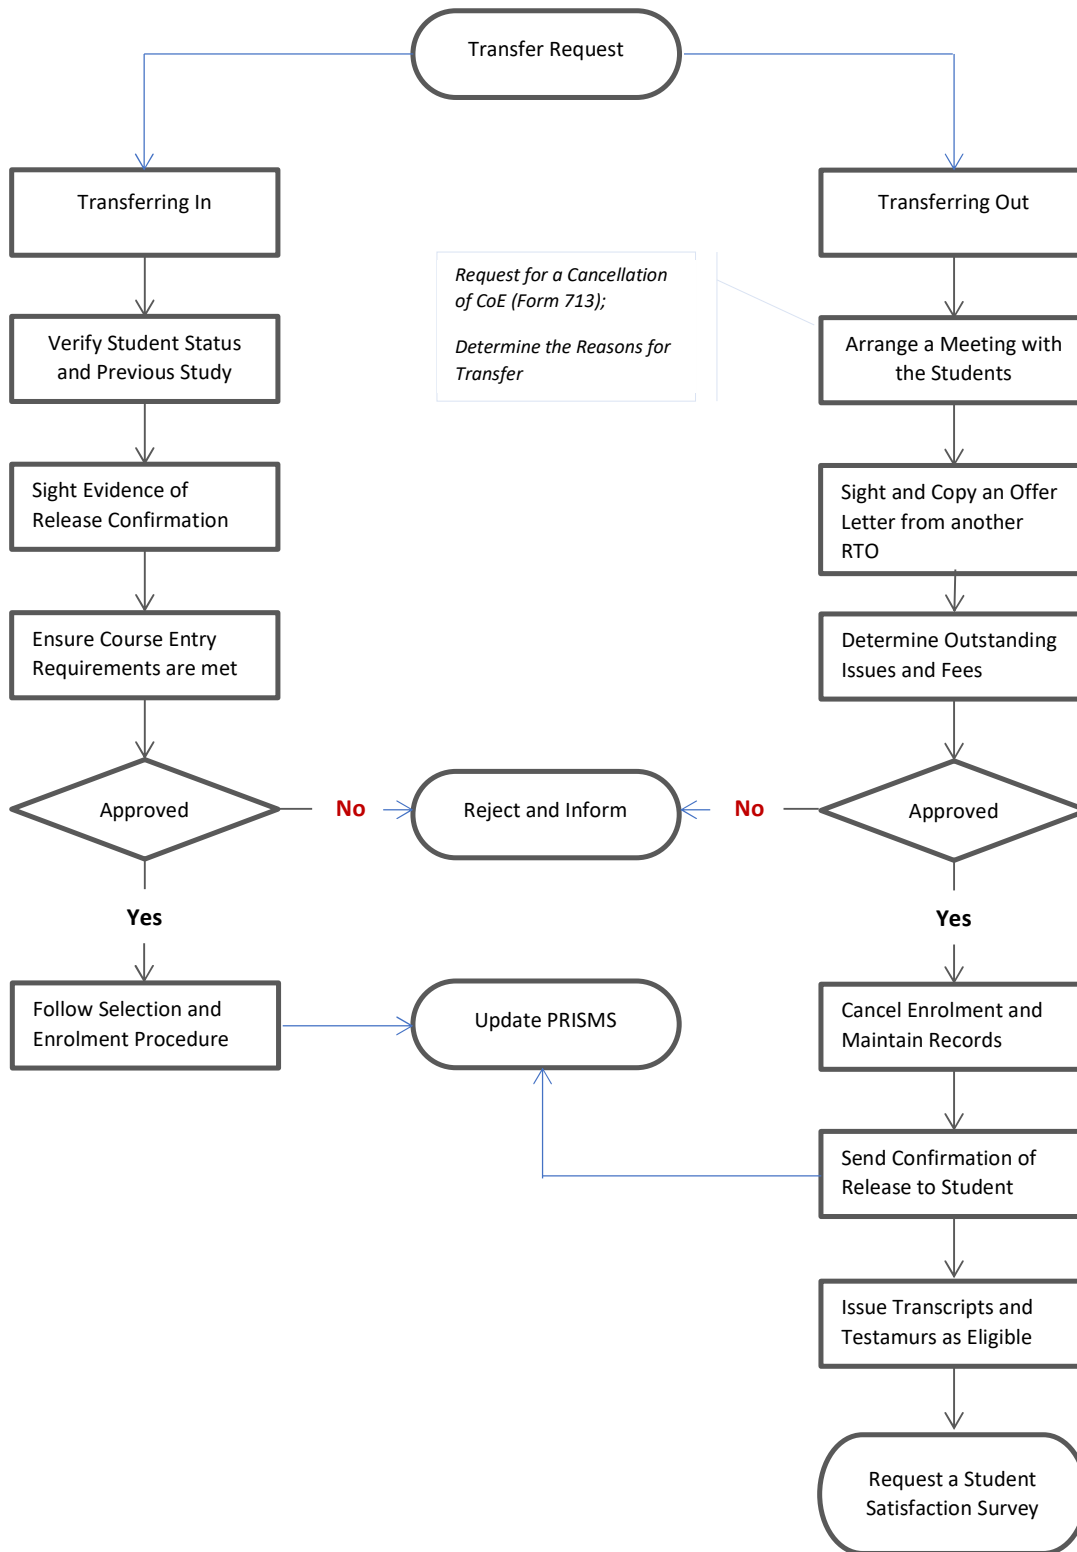 Transfer Request
Transferring In
Transferring Out
Request for a Cancellation
of CoE (Form 713);
Determine the Reasons for
Transfer
Verify Student Status
and Previous Study
Arrange a Meeting with
the Students
Sight Evidence of
Release Confirmation
Sight and Copy an Offer
Letter from another
RTO
Ensure Course Entry
Requirements are met
Determine Outstanding
Issues and Fees
Approved
No
Reject and Inform
No
Approved
Yes
Yes
Follow Selection and
Enrolment Procedure
Update PRISMS
Cancel Enrolment and
Maintain Records
Send Confirmation of
Release to Student
Issue Transcripts and
Testamurs as Eligible
Request a Student
Satisfaction Survey